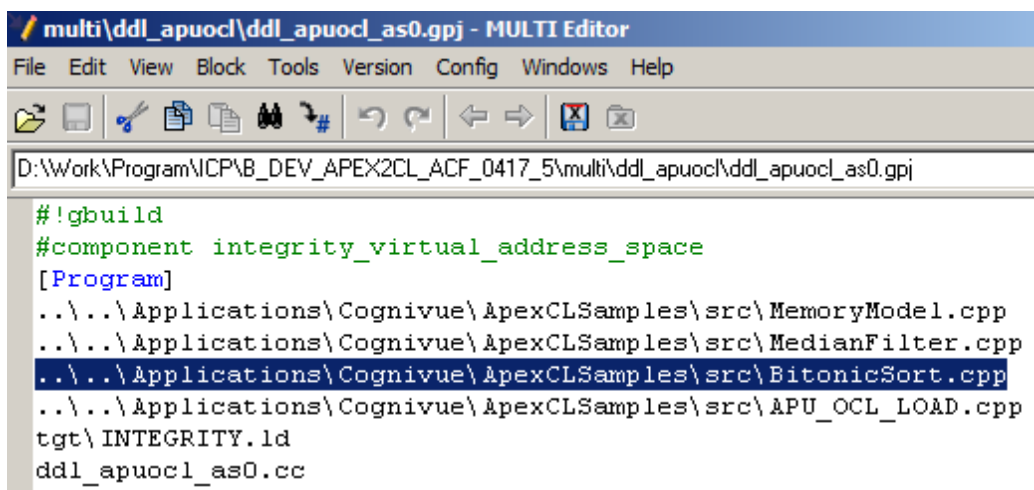 multi\ddl_apuocl\ddl_apuocl_as0.gpj - MULTI Editor
File Edit View Block Tools Version Config Windows Help
D:\Work\Program\ICP\B_DEV_APEX2CL_ACF_0417_5\multi\ddl_apuocl\ddl_apuocl_as0.gpj
#!gbuild
#component integrity_virtual_address_space
[Program]
..\..\Applications\Cognivue\ApexCLSamples\src\MemoryModel.cpp
..\..\Applications\Cognivue\ApexCLSamples\src\MedianFilter.cpp
..\..\Applications\Cognivue\ApexCLSamples\src\BitonicSort.cpp
..\..\Applications\Cognivue\ApexCLSamples\src\APU_OCL_LOAD.cpp
tgt\INTEGRITY.ld
ddl_apuocl_as0.cc